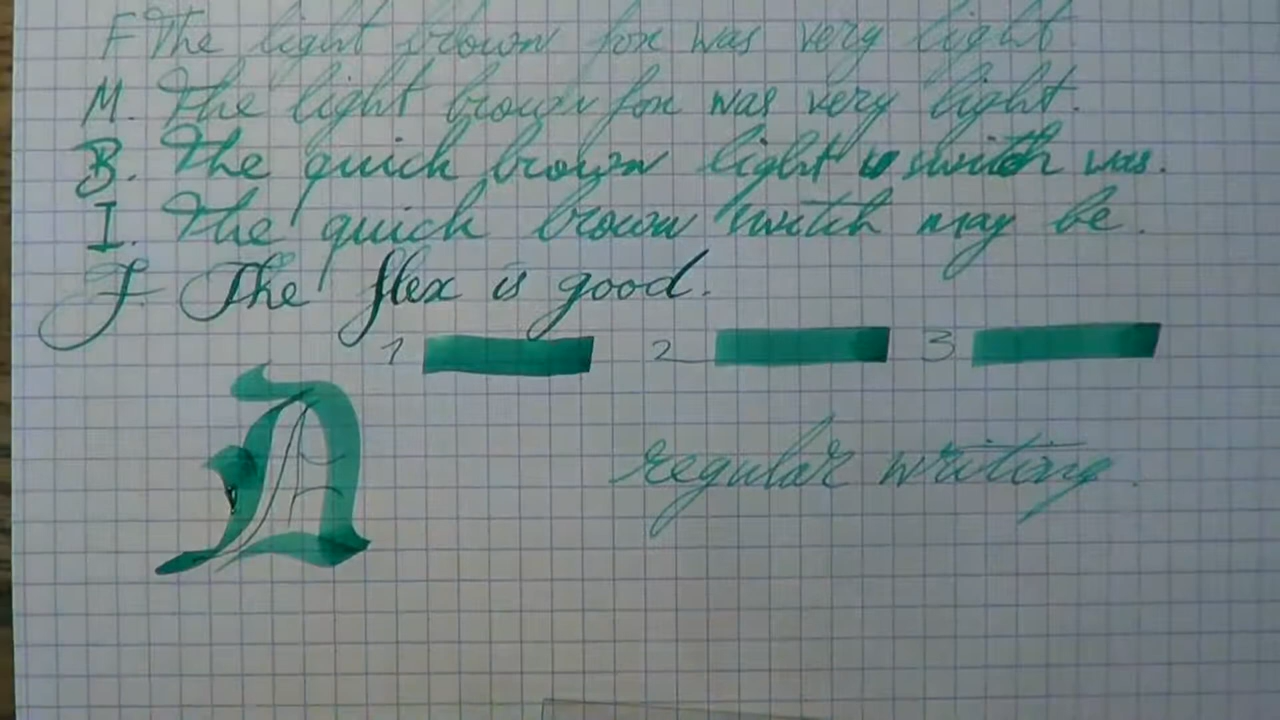 F The light brown fox was very light
M. The light brown fox was very light.
B. The quick brown light switch was.
I. The quick brown switch may be.
F. The flex is good.
1 2 3
A
regular writing.